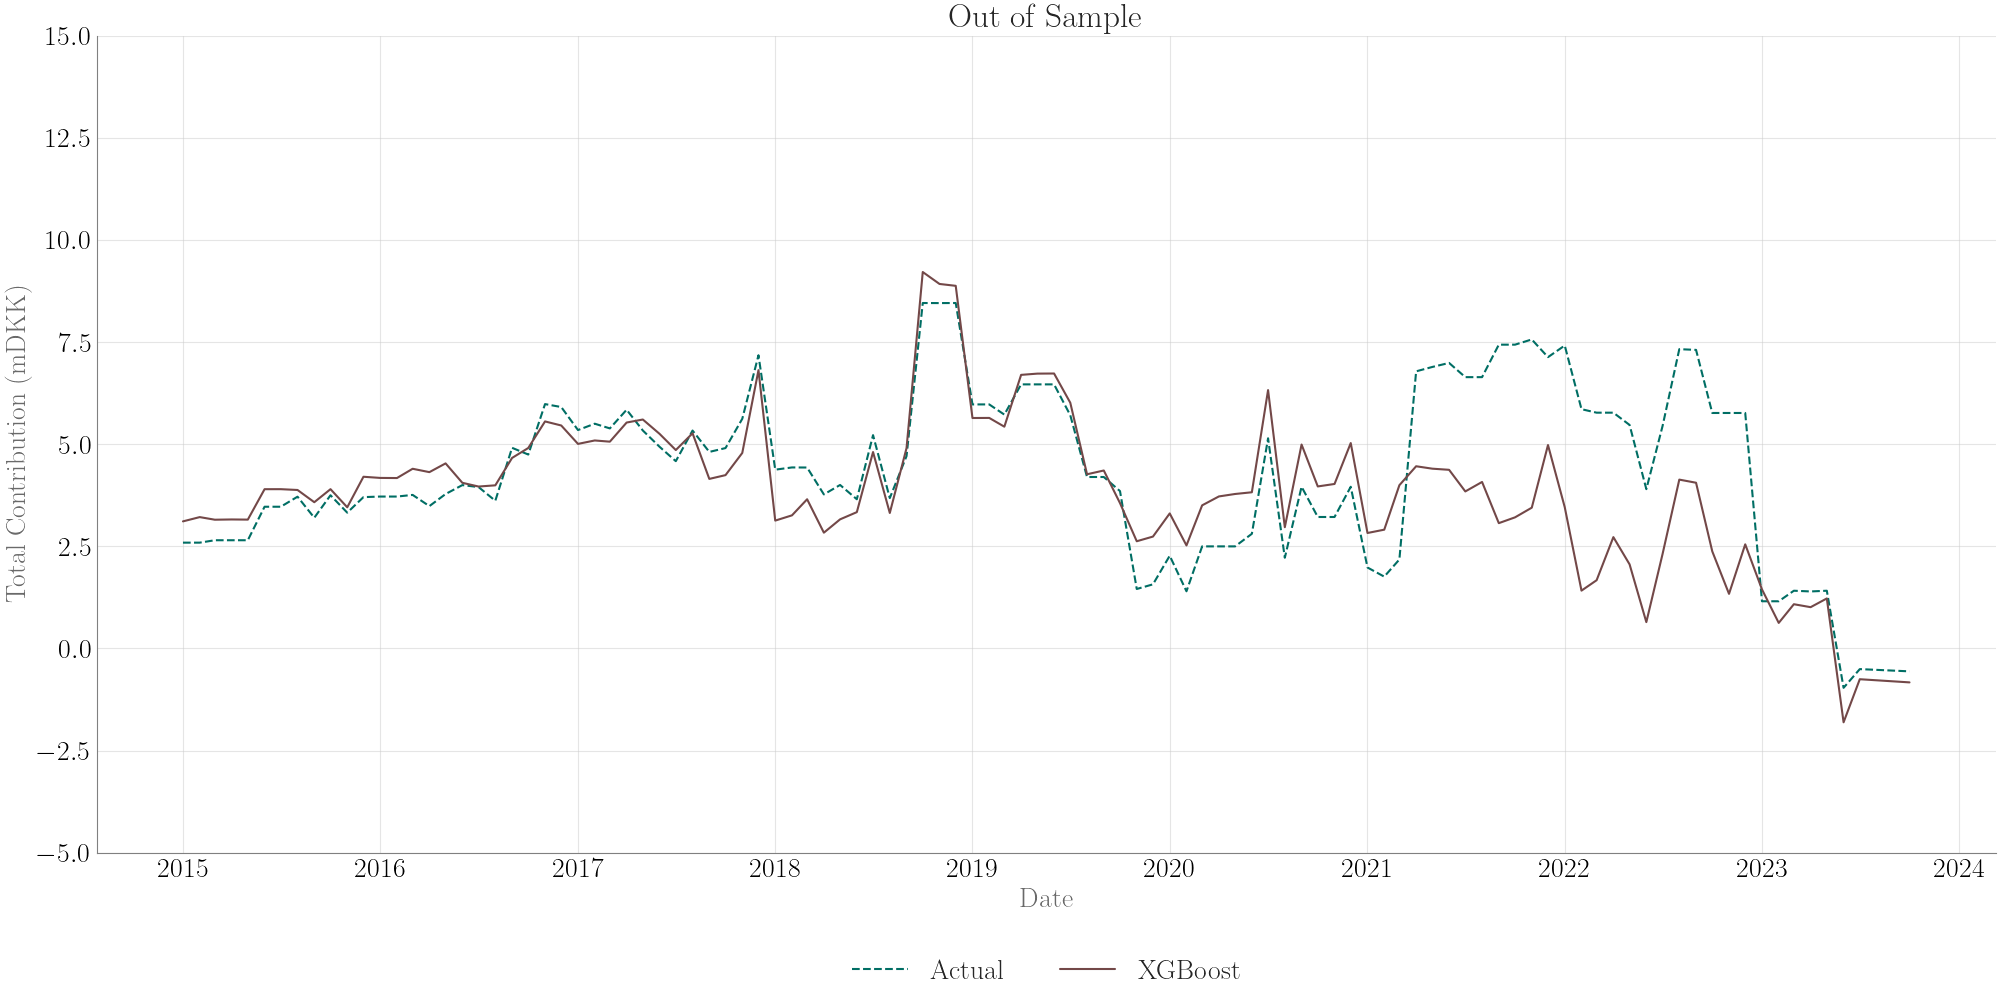 Out of Sample
15.0
12.5
10.0
7.5
5.0
2.5
0.0
−2.5
−5.0
Total Contribution (mDKK)
2015 2016 2017 2018 2019 2020 2021 2022 2023 2024
Date
Actual XGBoost